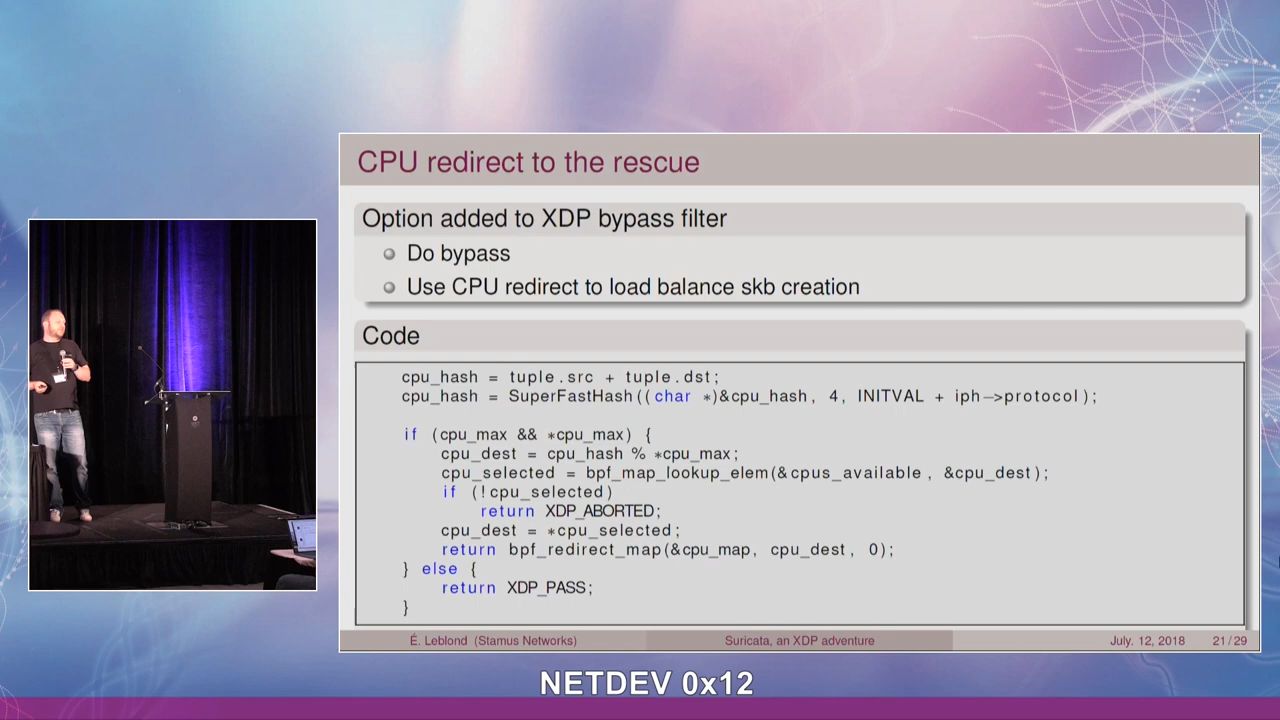 CPU redirect to the rescue
Option added to XDP bypass filter
Do bypass
Use CPU redirect to load balance skb creation
Code
cpu_hash = tuple.src + tuple.dst;
cpu_hash = SuperFastHash((char *)&cpu_hash, 4, INITVAL + iph->protocol);
if (cpu_max && *cpu_max) {
cpu_dest = cpu_hash % *cpu_max;
cpu_selected = bpf_map_lookup_elem(&cpus_available, &cpu_dest);
if (!cpu_selected)
return XDP_ABORTED;
cpu_dest = *cpu_selected;
return bpf_redirect_map(&cpu_map, cpu_dest, 0);
} else {
return XDP_PASS;
}
É. Leblond (Stamus Networks) Suricata, an XDP adventure July. 12, 2018 21/29
NETDEV 0x12